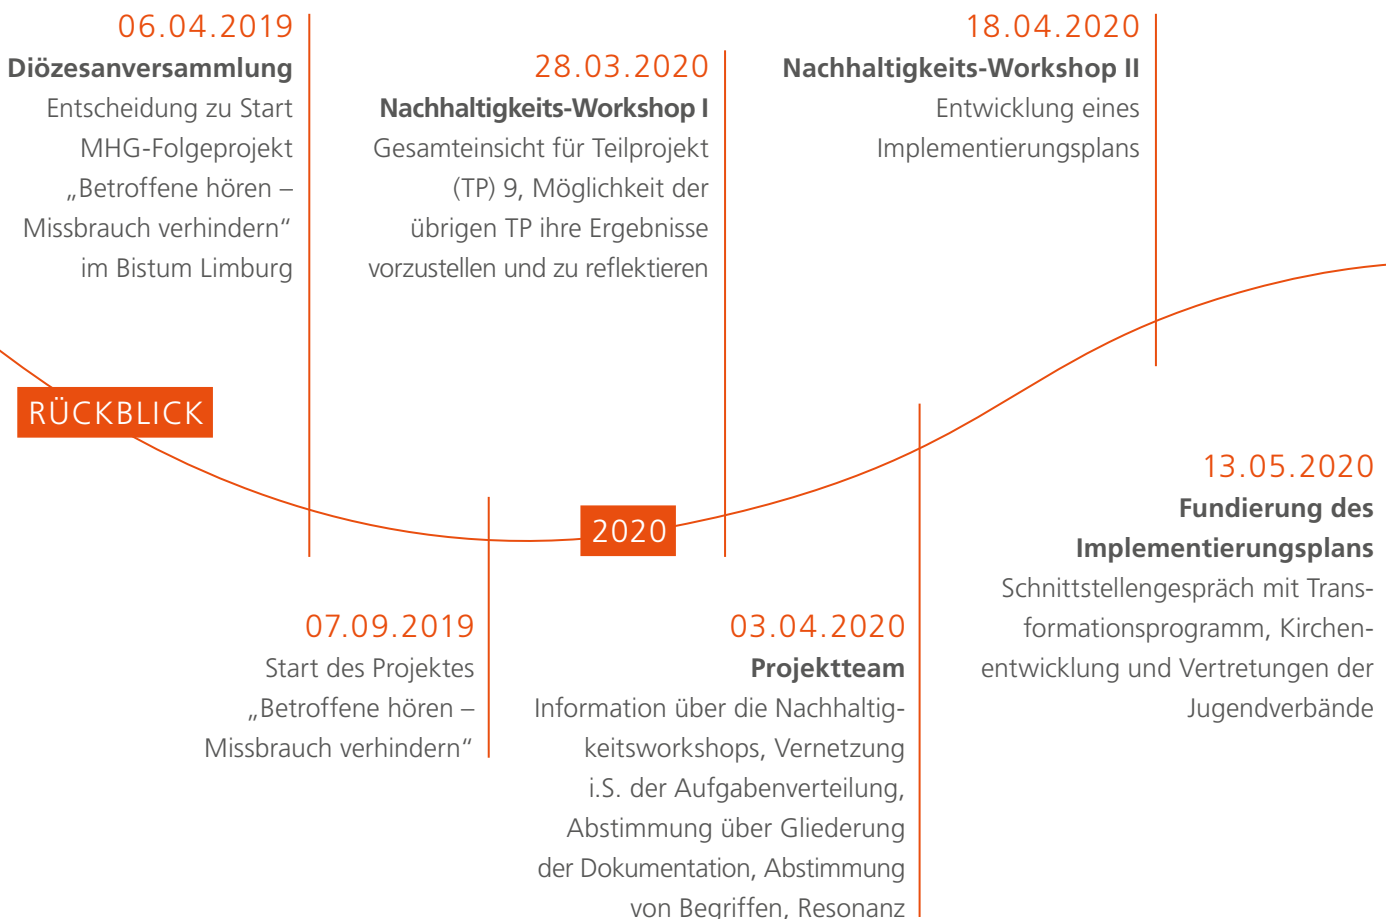 06.04.2019
Diözesanversammlung
Entscheidung zu Start
MHG-Folgeprojekt
„Betroffene hören –
Missbrauch verhindern“
im Bistum Limburg
28.03.2020
Nachhaltigkeits-Workshop I
Gesamteinsicht für Teilprojekt
(TP) 9, Möglichkeit der
übrigen TP ihre Ergebnisse
vorzustellen und zu reflektieren
18.04.2020
Nachhaltigkeits-Workshop II
Entwicklung eines
Implementierungsplans
RÜCKBLICK
2020
07.09.2019
Start des Projektes
„Betroffene hören –
Missbrauch verhindern“
03.04.2020
Projektteam
Information über die Nachhaltig-
keitsworkshops, Vernetzung
i.S. der Aufgabenverteilung,
Abstimmung über Gliederung
der Dokumentation, Abstimmung
von Begriffen, Resonanz
13.05.2020
Fundierung des
Implementierungsplans
Schnittstellengespräch mit Trans-
formationsprogramm, Kirchen-
entwicklung und Vertretungen der
Jugendverbände